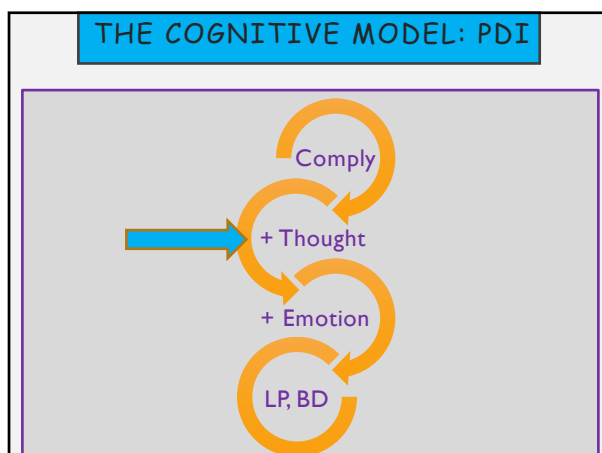 THE COGNITIVE MODEL: PDI
Comply
+ Thought
+ Emotion
LP, BD